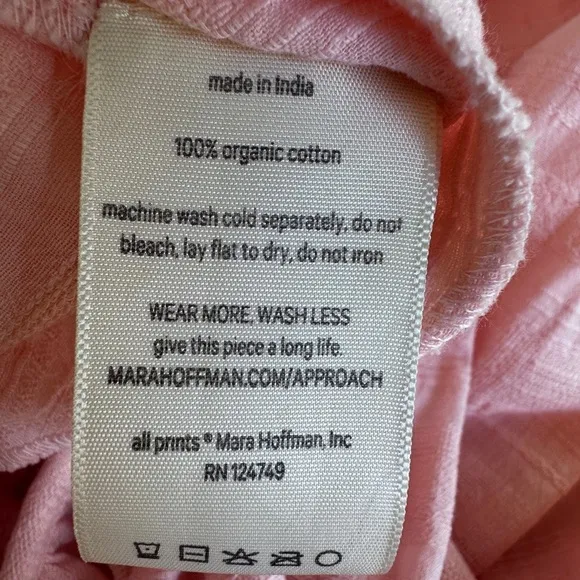 made in India
100% organic cotton
machine wash cold separately, do not
bleach, lay flat to dry, do not iron
WEAR MORE. WASH LESS
give this piece a long life.
MARAHOFFMAN.COM/APPROACH
all prints ® Mara Hoffman, Inc
RN 124749